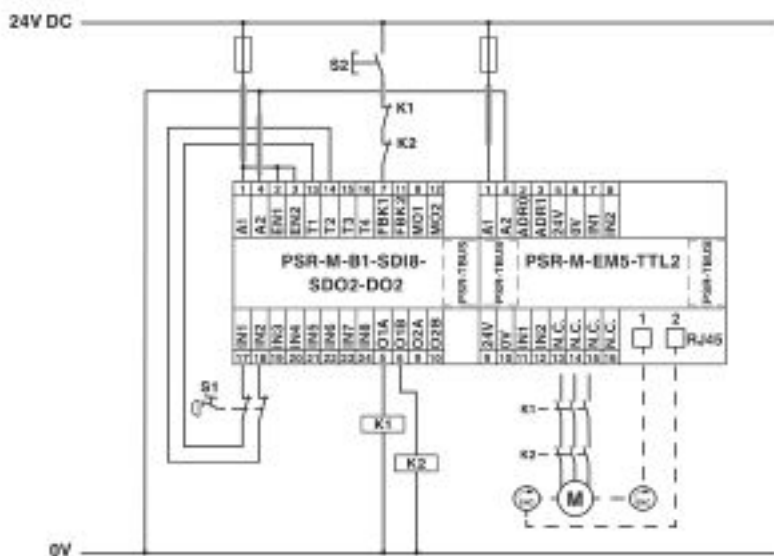 24V DC
S2
K1
K2
1 4 2 3 13 14 15 16 7 11 8 12
A1 A2 EN1 EN2 T1 T2 T3 T4 FBK1 FBK2 MO1 MO2
1 4 2 3 5 6 7 8
A1 A2 ADR0 ADR1 24V 0V IN1 IN2
PSR-M-B1-SDI8-
SDO2-DO2
PSR-TBUS
PSR-TBUS
PSR-M-EM5-TTL2
PSR-TBUS
IN1 IN2 IN3 IN4 IN5 IN6 IN7 IN8 O1A O1B O2A O2B
17 18 19 20 21 22 23 24 5 6 9 10
24V 0V IN1 IN2 N.C. N.C. N.C. N.C.
9 10 11 12 13 14 15 16
1 2
RJ45
S1
K1
K2
K1
K2
M
0V